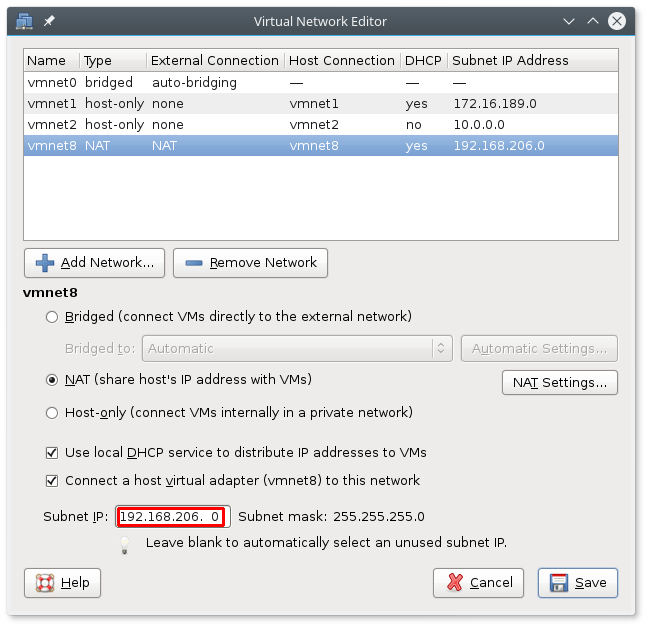 Virtual Network Editor
Name Type External Connection Host Connection DHCP Subnet IP Address
vmnet0 bridged auto-bridging — — —
vmnet1 host-only none vmnet1 yes 172.16.189.0
vmnet2 host-only none vmnet2 no 10.0.0.0
vmnet8 NAT NAT vmnet8 yes 192.168.206.0
Add Network... Remove Network
vmnet8
Bridged (connect VMs directly to the external network)
Bridged to: Automatic Automatic Settings...
NAT (share host's IP address with VMs)
NAT Settings...
Host-only (connect VMs internally in a private network)
Use local DHCP service to distribute IP addresses to VMs
Connect a host virtual adapter (vmnet8) to this network
Subnet IP: 192.168.206. 0 Subnet mask: 255.255.255.0
Leave blank to automatically select an unused subnet IP.
Help Cancel Save